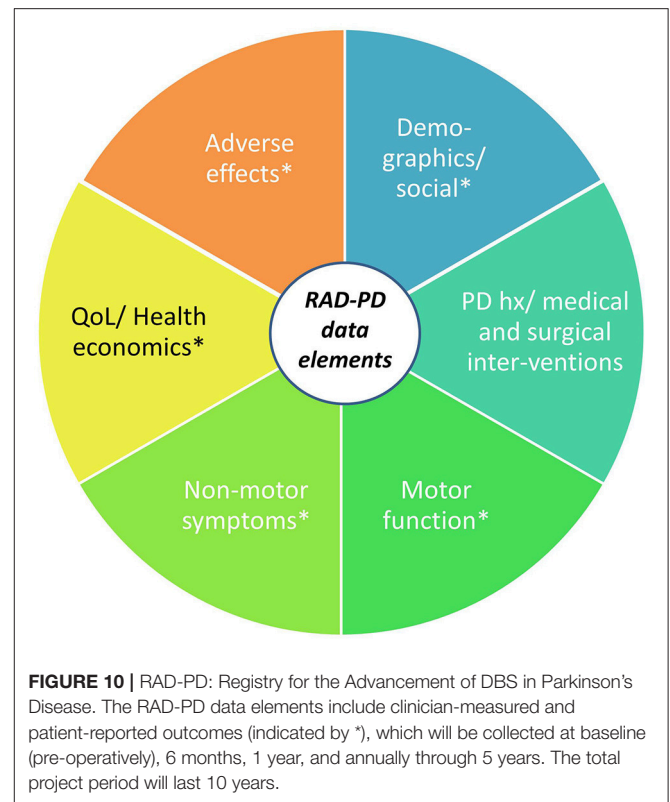 Adverse
effects*
Demo-
graphics/
social*
QoL/ Health
economics*
RAD-PD
data
elements
PD hx/ medical
and surgical
inter-ventions
Non-motor
symptoms*
Motor
function*
FIGURE 10 | RAD-PD: Registry for the Advancement of DBS in Parkinson's
Disease. The RAD-PD data elements include clinician-measured and
patient-reported outcomes (indicated by *), which will be collected at baseline
(pre-operatively), 6 months, 1 year, and annually through 5 years. The total
project period will last 10 years.